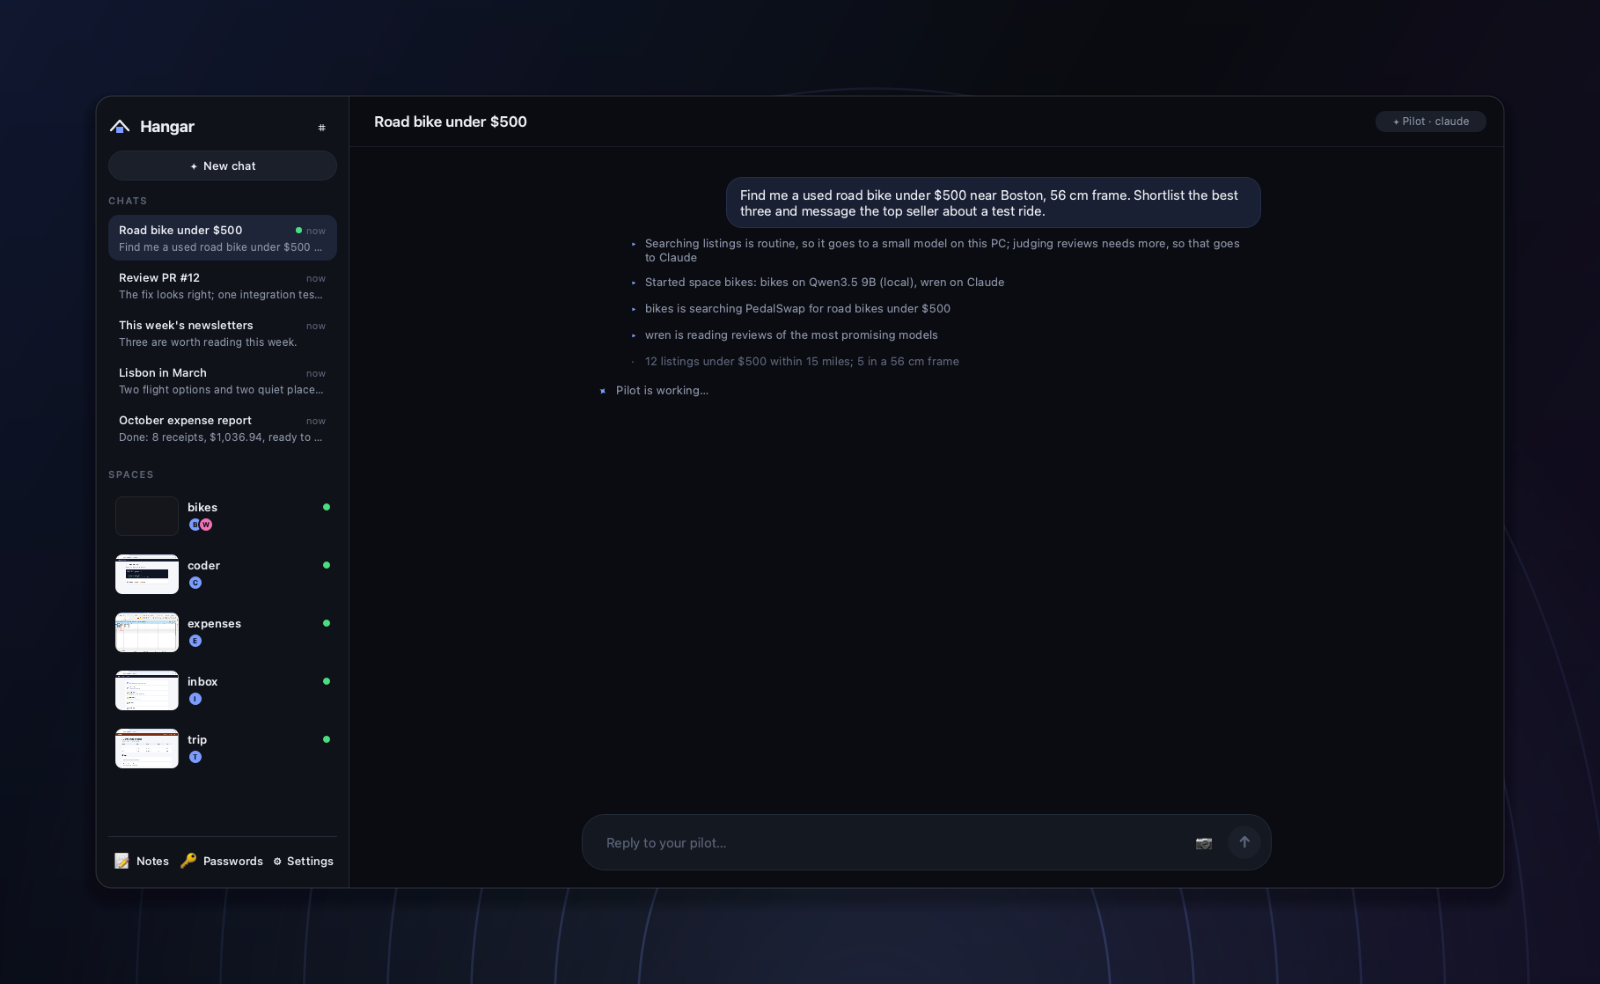 Hangar
#
+ New chat
CHATS
Road bike under $500
now
Find me a used road bike under $500 ...
Review PR #12
now
The fix looks right; one integration tes...
This week's newsletters
now
Three are worth reading this week.
Lisbon in March
now
Two flight options and two quiet place...
October expense report
now
Done: 8 receipts, $1,036.94, ready to ...
SPACES
bikes
B W
coder
C
expenses
E
inbox
I
trip
T
Notes
Passwords
Settings
Road bike under $500
Pilot · claude
Find me a used road bike under $500 near Boston, 56 cm frame. Shortlist the best
three and message the top seller about a test ride.
Searching listings is routine, so it goes to a small model on this PC; judging reviews needs more, so that goes
to Claude
Started space bikes: bikes on Qwen3.5 9B (local), wren on Claude
bikes is searching PedalSwap for road bikes under $500
wren is reading reviews of the most promising models
12 listings under $500 within 15 miles; 5 in a 56 cm frame
Pilot is working...
Reply to your pilot...